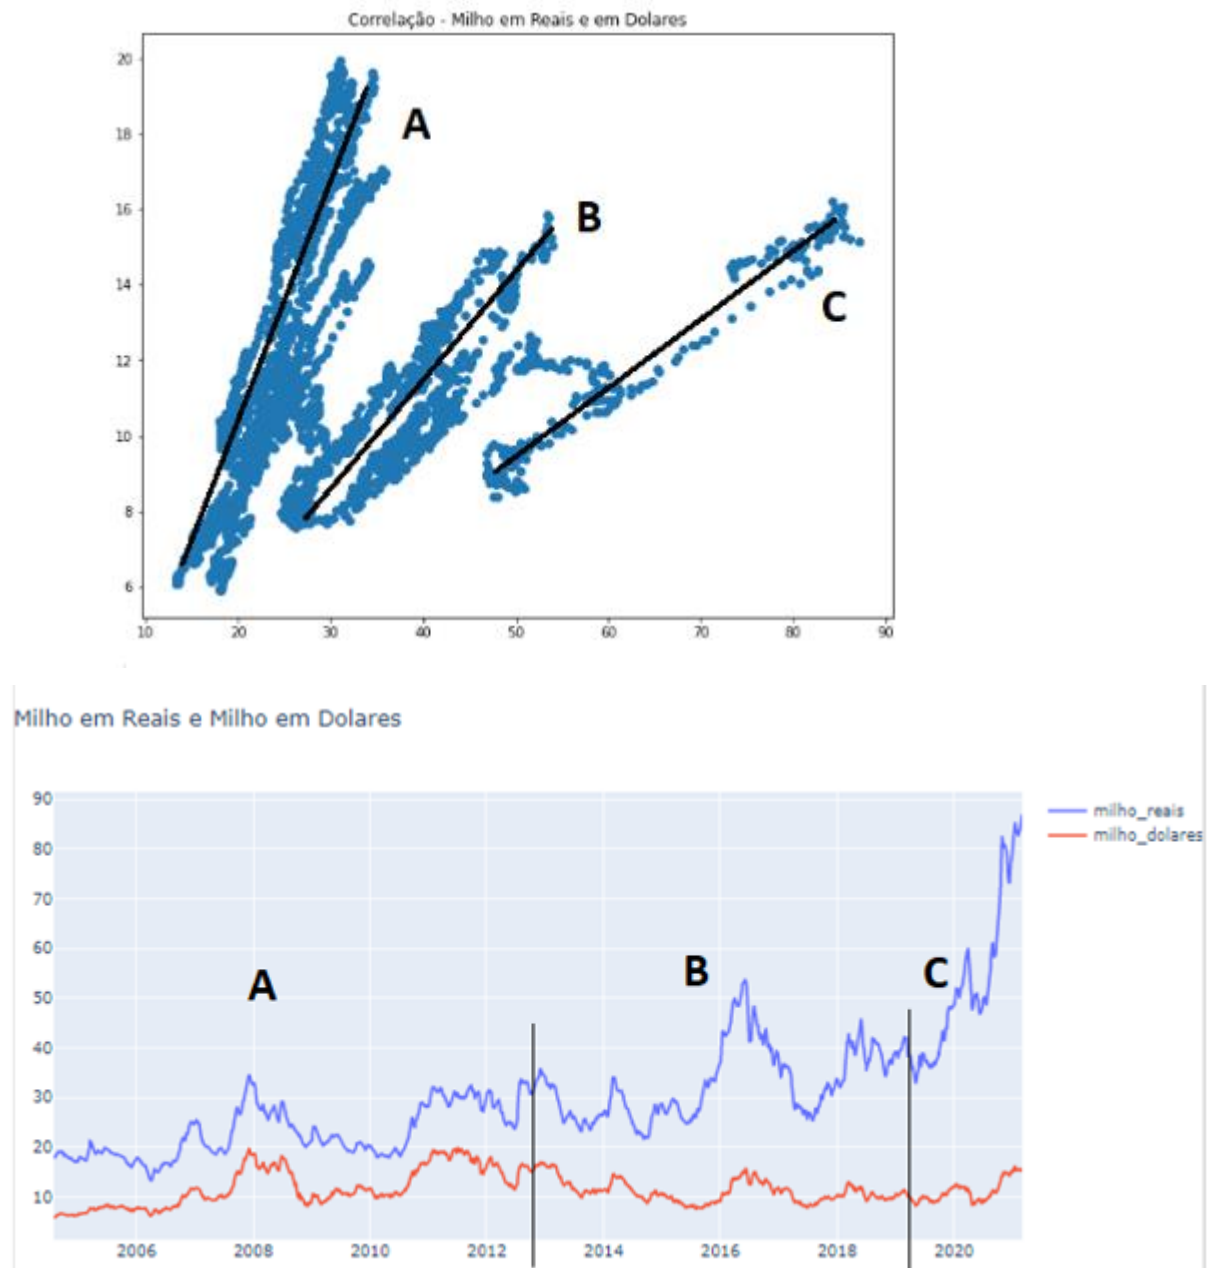 Correlação - Milho em Reais e em Dolares
20
18
16
14
12
10
8
6
A
B
C
10 20 30 40 50 60 70 80 90
Milho em Reais e Milho em Dolares
90
80
70
60
50
40
30
20
10
A
B
C
milho_reais
milho_dolares
2006 2008 2010 2012 2014 2016 2018 2020